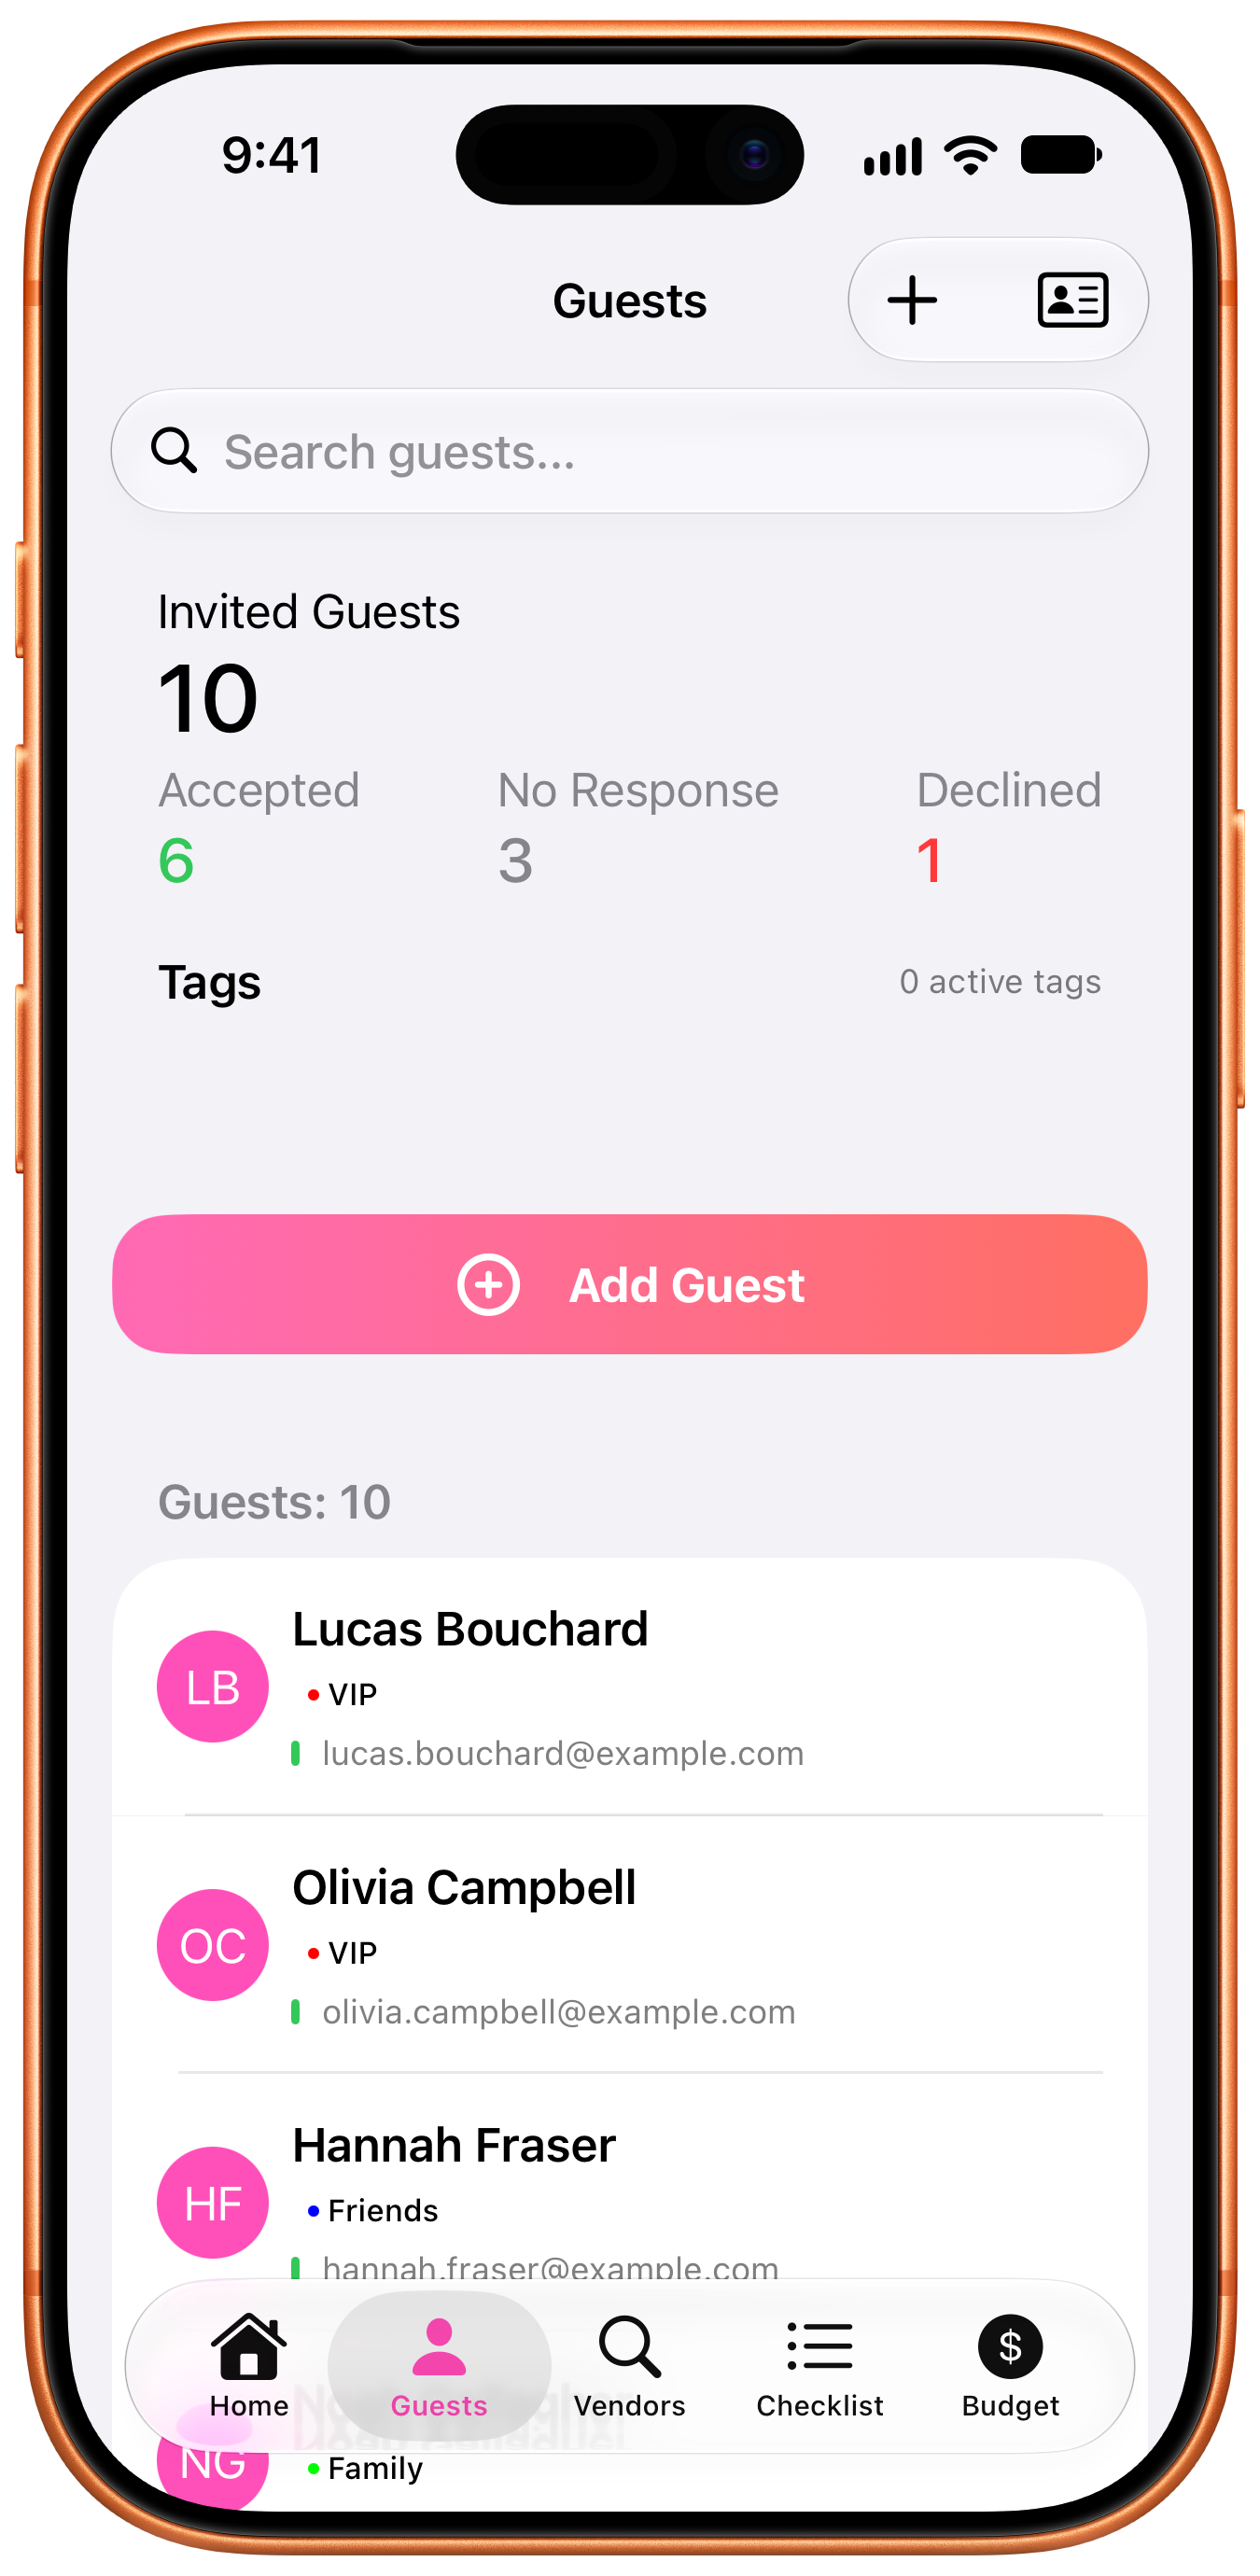 9:41
Guests
Search guests...
Invited Guests
10
Accepted No Response Declined
6 3 1
Tags 0 active tags
Add Guest
Guests: 10
LB
Lucas Bouchard
VIP
lucas.bouchard@example.com
OC
Olivia Campbell
VIP
olivia.campbell@example.com
HF
Hannah Fraser
Friends
hannah.fraser@example.com
Home Guests Vendors Checklist $ Budget
NG
Family